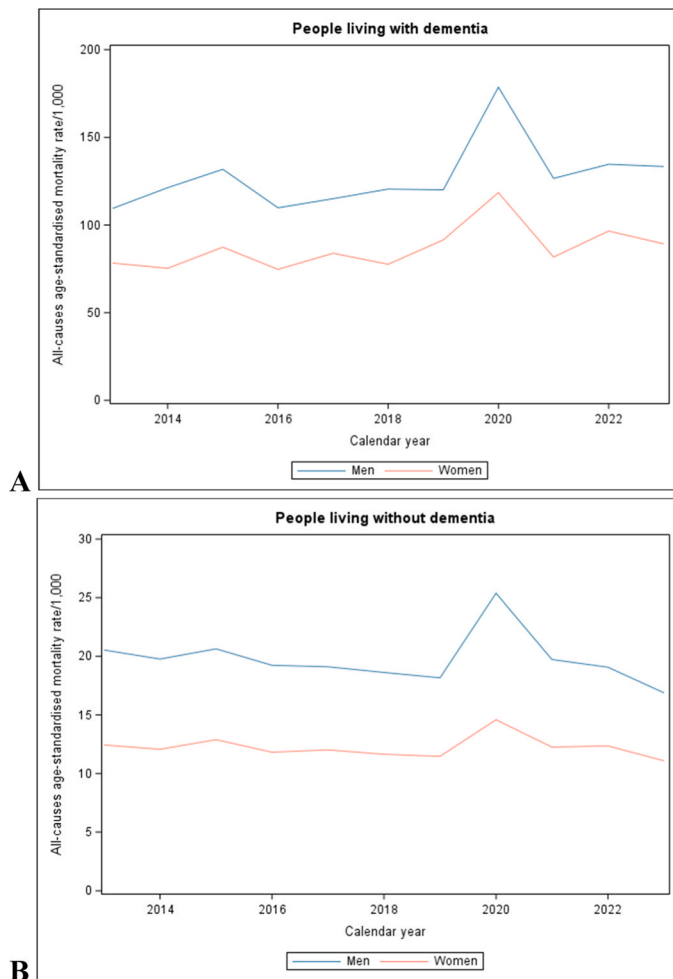 People living with dementia
All-causes age-standardised mortality rate/1,000
200
150
100
50
0
2014 2016 2018 2020 2022
Calendar year
Men Women
A
People living without dementia
All-causes age-standardised mortality rate/1,000
30
25
20
15
10
5
0
2014 2016 2018 2020 2022
Calendar year
Men Women
B